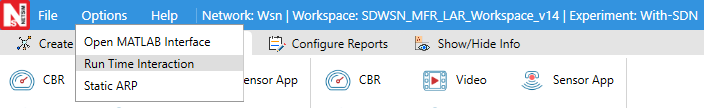 File Options Help Network: Wsn | Workspace: SDWSN_MFR_LAR_Workspace_v14 | Experiment: With-SDN
Open MATLAB Interface
Run Time Interaction
Static ARP
Create Configure Reports Show/Hide Info
CBR Sensor App CBR Video Sensor App